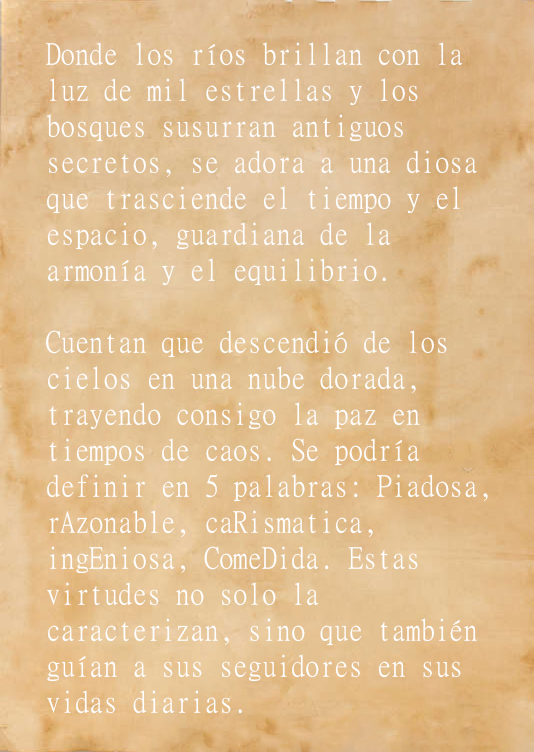 Donde los ríos brillan con la
luz de mil estrellas y los
bosques susurran antiguos
secretos, se adora a una diosa
que trasciende el tiempo y el
espacio, guardiana de la
armonía y el equilibrio.

Cuentan que descendió de los
cielos en una nube dorada,
trayendo consigo la paz en
tiempos de caos. Se podría
definir en 5 palabras: Piadosa,
rAzonable, caRismatica,
ingEniosa, ComeDida. Estas
virtudes no solo la
caracterizan, sino que también
guían a sus seguidores en sus
vidas diarias.